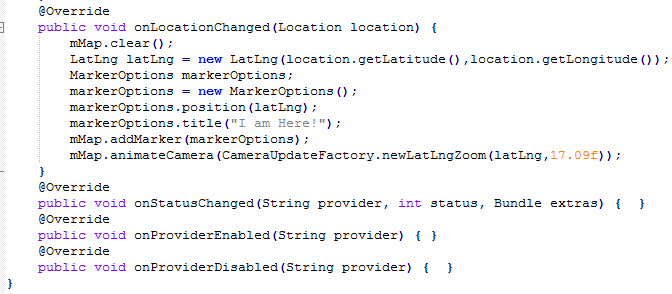 @Override
public void onLocationChanged(Location location) {
mMap.clear();
LatLng latLng = new LatLng(location.getLatitude(),location.getLongitude());
MarkerOptions markerOptions;
markerOptions = new MarkerOptions();
markerOptions.position(latLng);
markerOptions.title("I am Here!");
mMap.addMarker(markerOptions);
mMap.animateCamera(CameraUpdateFactory.newLatLngZoom(latLng,17.09f));
}
@Override
public void onStatusChanged(String provider, int status, Bundle extras) {  }
@Override
public void onProviderEnabled(String provider) { }
@Override
public void onProviderDisabled(String provider) {  }
}